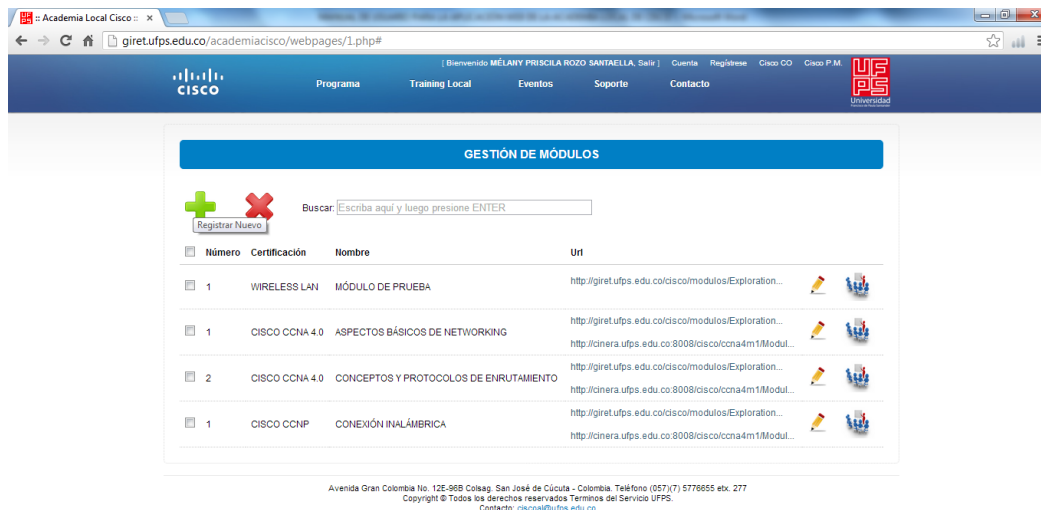 :: Academia Local Cisco ::
giret.ufps.edu.co/academiacisco/webpages/1.php#
[ Bienvenido MÉLANY PRISCILA ROZO SANTAELLA, Salir ] Cuenta Regístrese Cisco CO Cisco P.M.
CISCO
Programa Training Local Eventos Soporte Contacto
UFPS
Universidad
GESTIÓN DE MÓDULOS
Buscar: Escriba aquí y luego presione ENTER
Registrar Nuevo
Número Certificación Nombre Url
1 WIRELESS LAN MÓDULO DE PRUEBA http://giret.ufps.edu.co/cisco/modulos/Exploration...
1 CISCO CCNA 4.0 ASPECTOS BÁSICOS DE NETWORKING http://giret.ufps.edu.co/cisco/modulos/Exploration...
http://cinera.ufps.edu.co:8008/cisco/ccna4m1/Modul...
2 CISCO CCNA 4.0 CONCEPTOS Y PROTOCOLOS DE ENRUTAMIENTO http://giret.ufps.edu.co/cisco/modulos/Exploration...
http://cinera.ufps.edu.co:8008/cisco/ccna4m1/Modul...
1 CISCO CCNP CONEXIÓN INALÁMBRICA http://giret.ufps.edu.co/cisco/modulos/Exploration...
http://cinera.ufps.edu.co:8008/cisco/ccna4m1/Modul...
Avenida Gran Colombia No. 12E-96B Colsag. San José de Cúcuta - Colombia. Teléfono (057)(7) 5776655 etx. 277
Copyright © Todos los derechos reservados Terminos del Servicio UFPS.
Contacto: ciscoal@ufps.edu.co